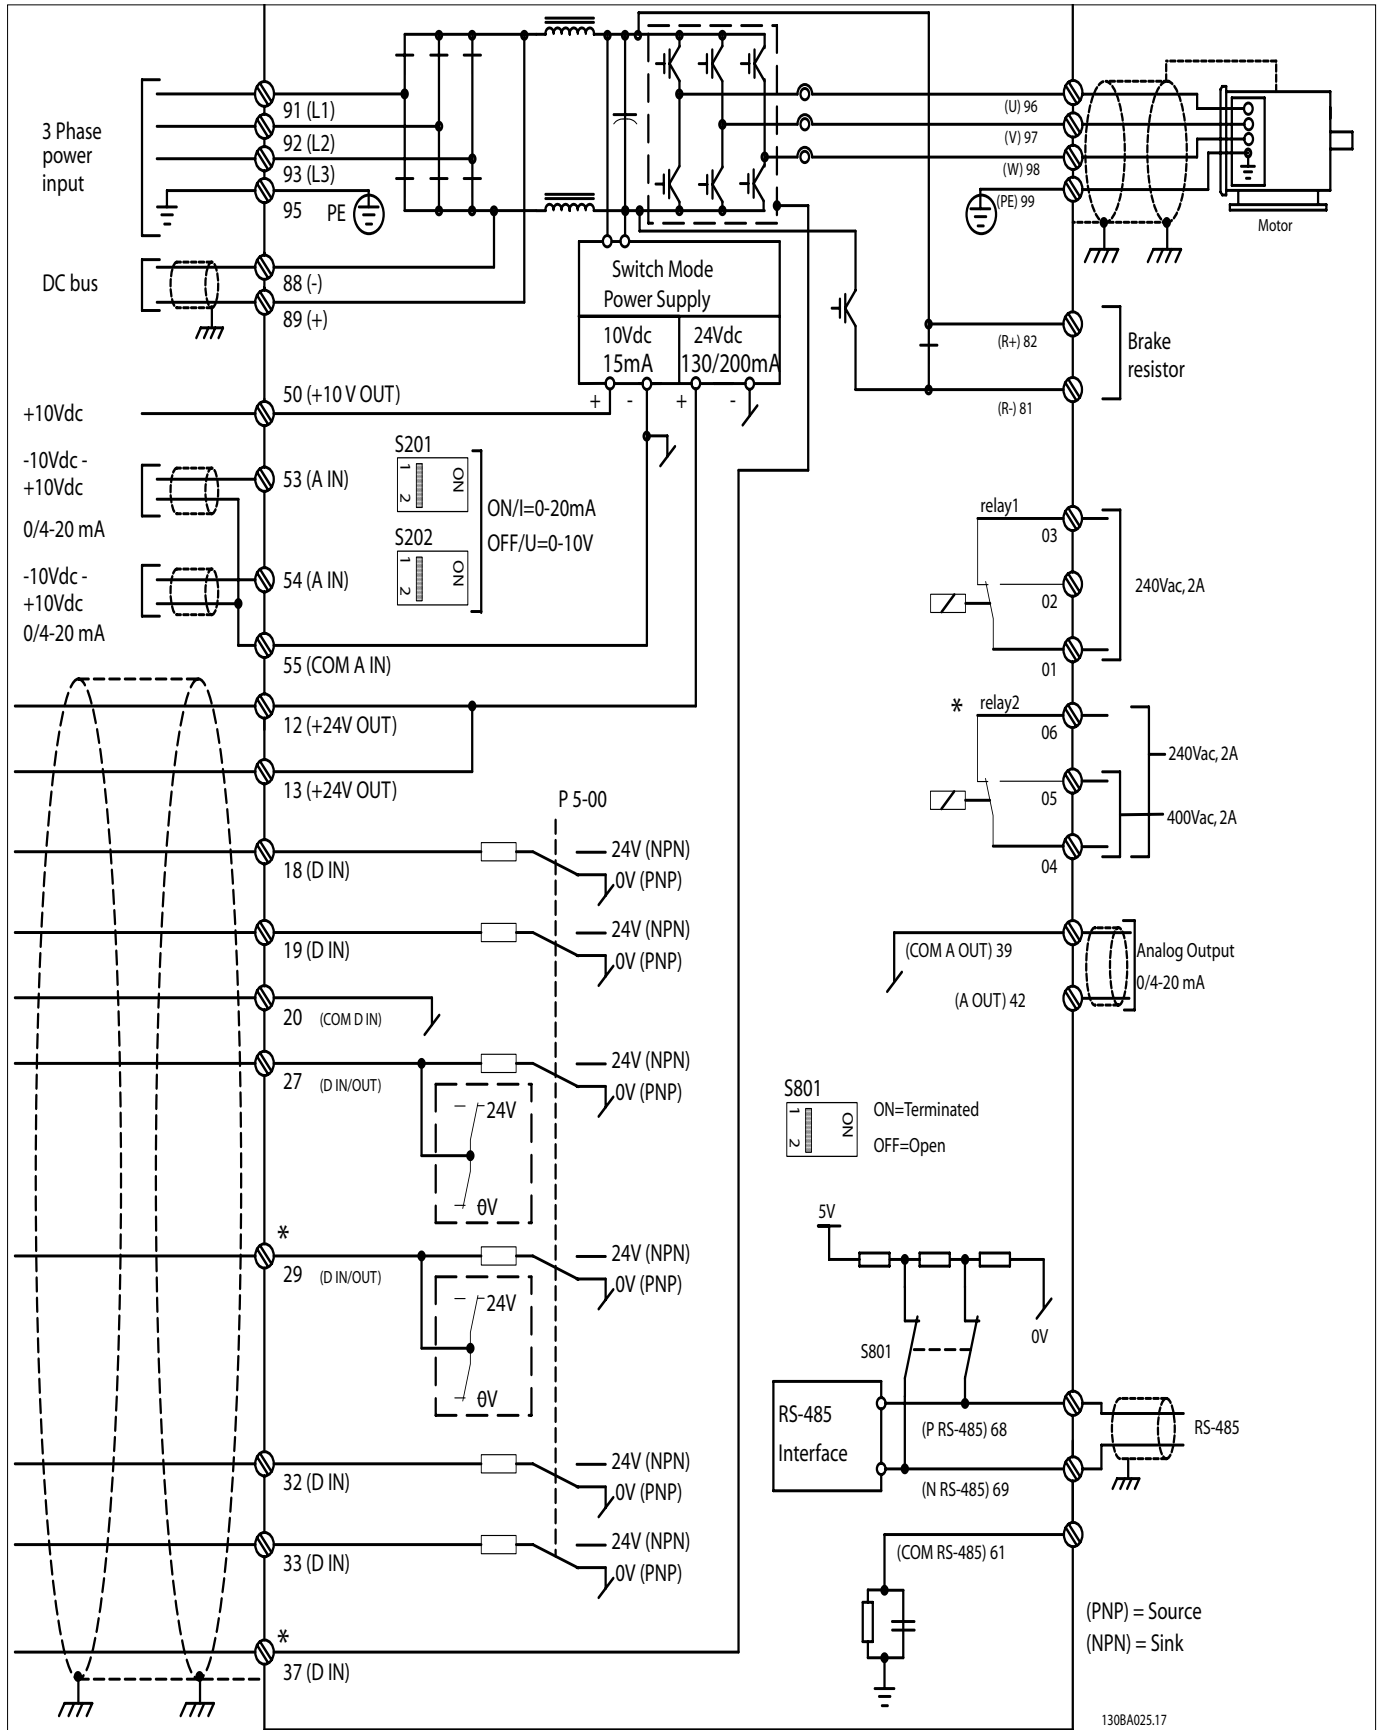 3 Phase
power
input
91 (L1)
92 (L2)
93 (L3)
95
PE
DC bus
88 (-)
89 (+)
+10Vdc
50 (+10 V OUT)
-10Vdc -
+10Vdc
0/4-20 mA
53 (A IN)
-10Vdc -
+10Vdc
0/4-20 mA
54 (A IN)
55 (COM A IN)
12 (+24V OUT)
13 (+24V OUT)
18 (D IN)
19 (D IN)
20 (COM D IN)
27 (D IN/OUT)
*
29 (D IN/OUT)
32 (D IN)
33 (D IN)
*
37 (D IN)
S201
1
2
ON
S202
1
2
ON
ON/I=0-20mA
OFF/U=0-10V
Switch Mode
Power Supply
10Vdc
15mA
24Vdc
130/200mA
+ - + -
P 5-00
24V (NPN)
0V (PNP)
24V (NPN)
0V (PNP)
24V (NPN)
0V (PNP)
24V
0V
24V (NPN)
0V (PNP)
24V
0V
24V (NPN)
0V (PNP)
24V (NPN)
0V (PNP)
(U) 96
(V) 97
(W) 98
(PE) 99
Motor
(R+) 82
(R-) 81
Brake
resistor
relay1
03
02
01
240Vac, 2A
*
relay2
06
05
04
240Vac, 2A
400Vac, 2A
(COM A OUT) 39
(A OUT) 42
Analog Output
0/4-20 mA
S801
1
2
ON
ON=Terminated
OFF=Open
5V
0V
S801
RS-485
Interface
(P RS-485) 68
(N RS-485) 69
RS-485
(COM RS-485) 61
(PNP) = Source
(NPN) = Sink
130BA025.17